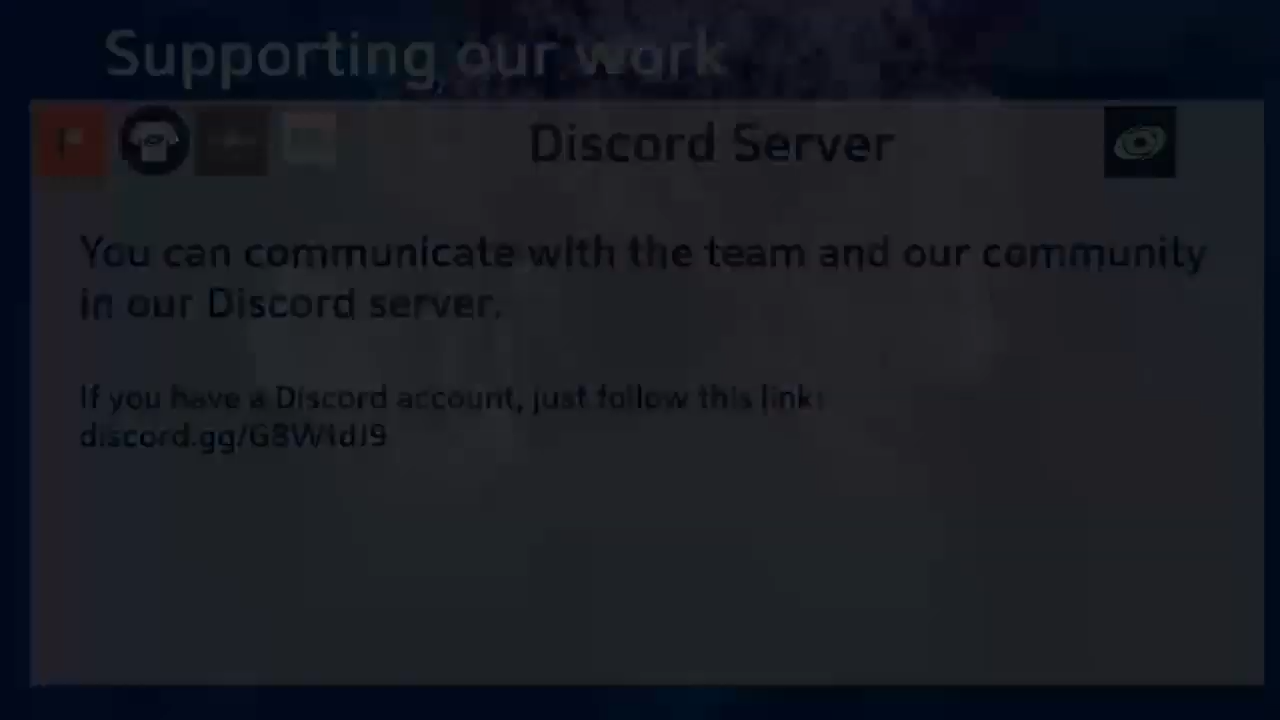 Supporting our work
Discord Server
You can communicate with the team and our community
in our Discord server.
If you have a Discord account, just follow this link: